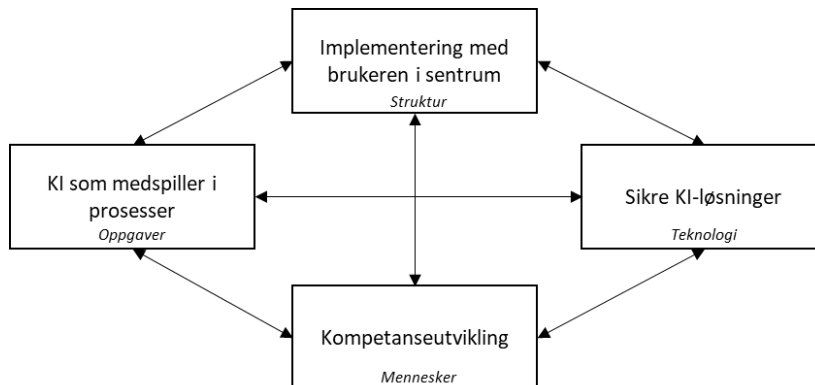 Implementering med
brukeren i sentrum
Struktur
KI som medspiller i
prosesser
Oppgaver
Sikre KI-løsninger
Teknologi
Kompetanseutvikling
Mennesker